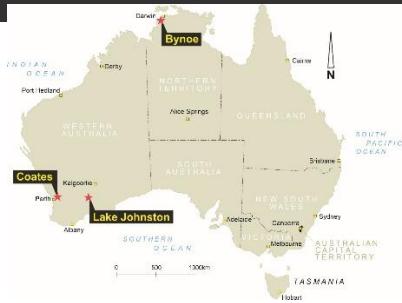 Darwin
Bynoe
INDIAN
OCEAN
Derby
Cairns
N
Port Hedland
NORTHERN
TERRITORY
Alice Springs
QUEENSLAND
WESTERN
AUSTRALIA
SOUTH
PACIFIC
OCEAN
SOUTH
AUSTRALIA
Brisbane
Coates
Kalgoorlie
Perth
NEW SOUTH
WALES
Lake Johnston
Adelaide
Canberra
Sydney
Albany
SOUTHERN
OCEAN
VICTORIA
Melbourne
AUSTRALIAN
CAPITAL
TERRITORY
0 500 1000km
TASMANIA
Hobart